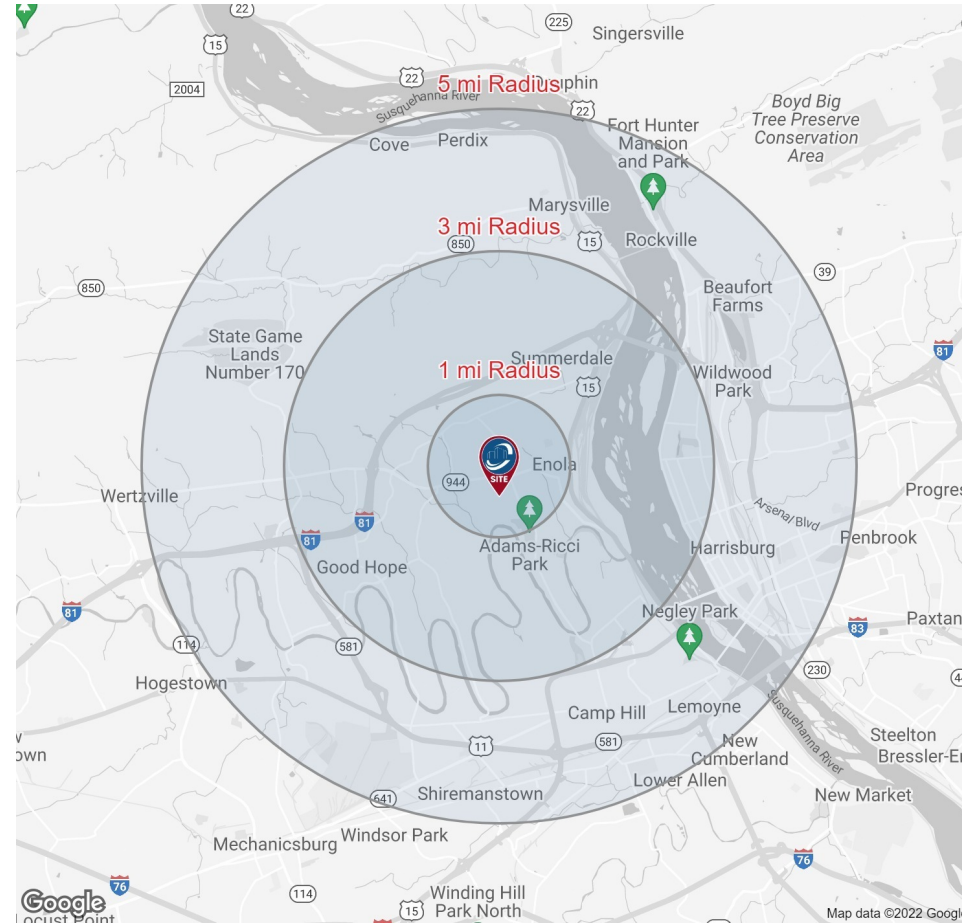 22
225
Singersville
15
2004
22
5 mi Radius
Susquehanna River
22
Boyd Big
Tree Preserve
Conservation
Area
Cove
Perdix
Fort Hunter
Mansion
and Park
Marysville
3 mi Radius
850
15
Rockville
39
850
Beaufort
Farms
State Game
Lands
Number 170
81
Summerdale
1 mi Radius
15
Wildwood
Park
SITE
Enola
944
Wertzville
81
81
Arsenal Blvd
Penbrook
Adams-Ricci
Park
Harrisburg
Good Hope
81
Negley Park
83
114
581
230
Hogestown
Camp Hill
Lemoyne
Susquehanna River
11
581
New
Cumberland
Steelton
Lower Allen
641
Shiremanstown
New Market
Mechanicsburg
Windsor Park
76
76
114
Winding Hill
Park North
15
Google
Locust Point
Map data ©2022 Google